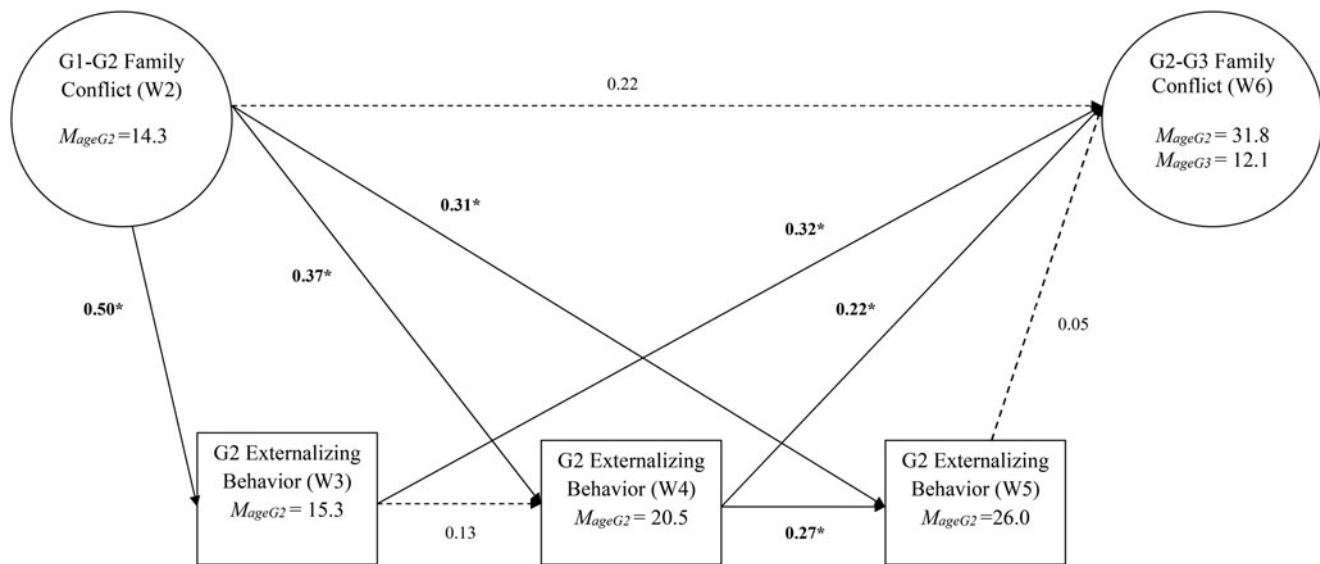 G1-G2 Family
Conflict (W2)
MageG2 =14.3
0.22
G2-G3 Family
Conflict (W6)
MageG2 = 31.8
MageG3 = 12.1
0.31*
0.32*
0.37*
0.50*
0.22*
0.05
G2 Externalizing
Behavior (W3)
MageG2 = 15.3
0.13
G2 Externalizing
Behavior (W4)
MageG2 = 20.5
0.27*
G2 Externalizing
Behavior (W5)
MageG2 =26.0